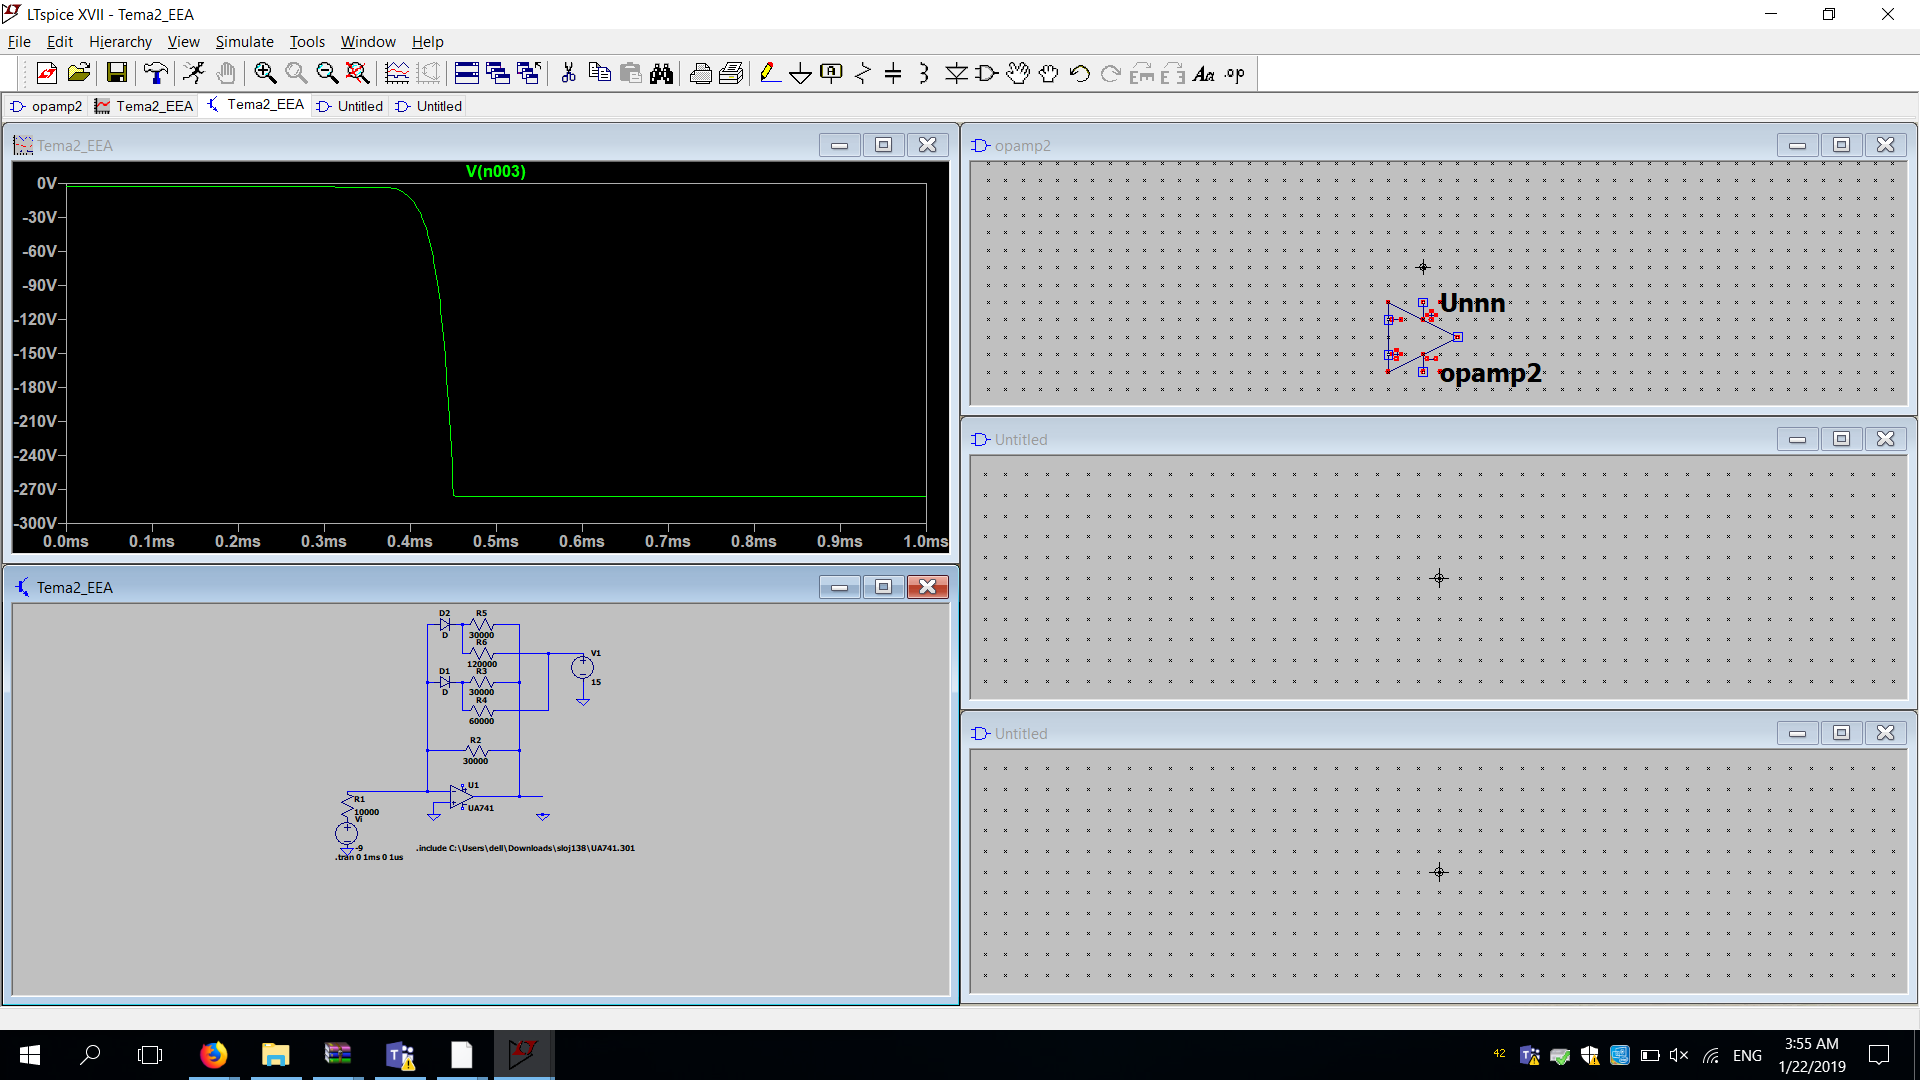 LTspice XVII - Tema2_EEA
File Edit Hierarchy View Simulate Tools Window Help
opamp2 Tema2_EEA Tema2_EEA Untitled Untitled
Tema2_EEA
V(n003)
0V
-30V
-60V
-90V
-120V
-150V
-180V
-210V
-240V
-270V
-300V
0.0ms 0.1ms 0.2ms 0.3ms 0.4ms 0.5ms 0.6ms 0.7ms 0.8ms 0.9ms 1.0ms
Tema2_EEA
D2 R5
D 30000
R6
120000
V1
15
D1 R3
D 30000
R4
60000
R2
30000
U1
UA741
R1
10000
Vi
-9
.tran 0 1ms 0 1us
.include C:\Users\dell\Downloads\sloj138\UA741.301
opamp2
Unnn
opamp2
Untitled
Untitled
42
ENG
3:55 AM
1/22/2019